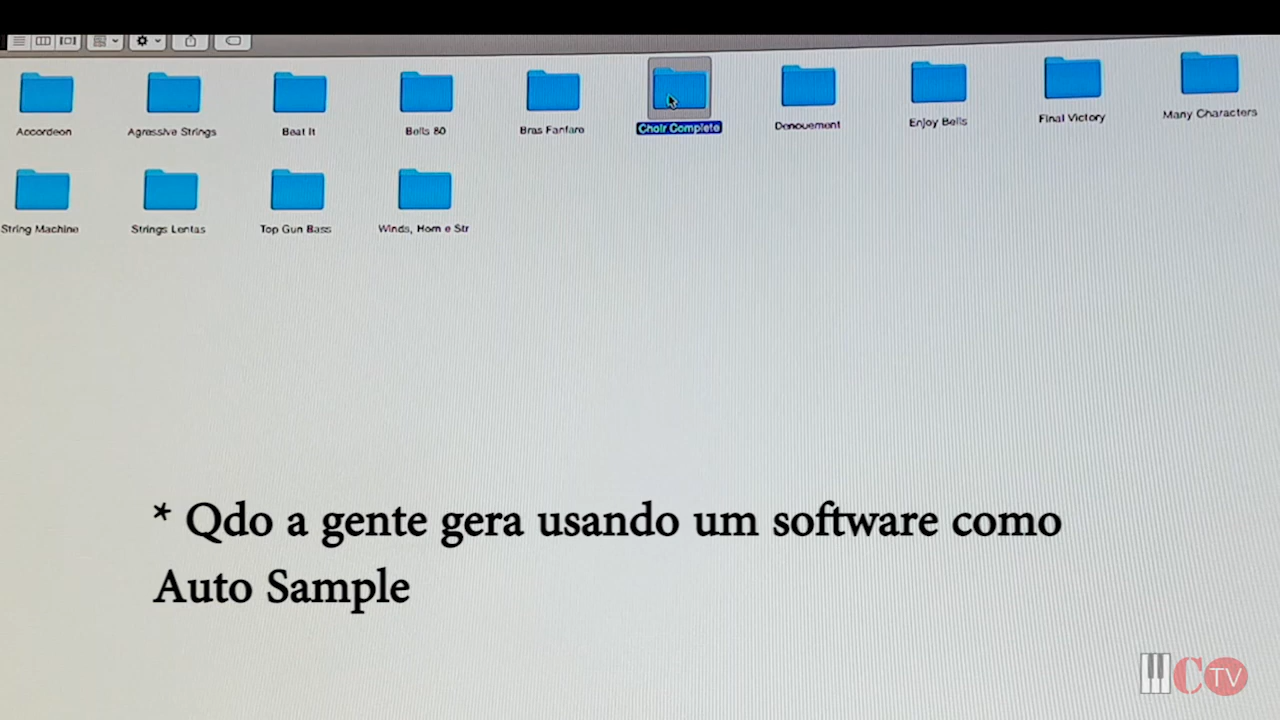 Accordeon Agressive Strings Beat It Bells 80 Bras Fanfare Choir Complete Denouement Enjoy Bells Final Victory Many Characters
String Machine Strings Lentas Top Gun Bass Winds, Horn e Str
* Qdo a gente gera usando um software como
Auto Sample
CTV